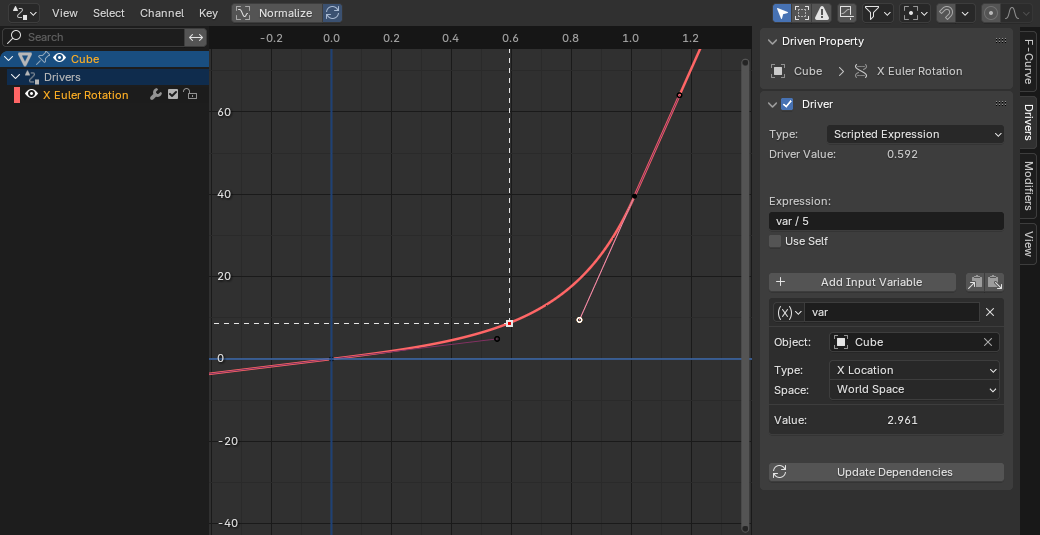 View Select Channel Key Normalize
Search
-0.2 0.0 0.2 0.4 0.6 0.8 1.0 1.2
Cube
Drivers
X Euler Rotation
60
40
20
0
-20
-40
Driven Property
Cube X Euler Rotation
Driver
Type: Scripted Expression
Driver Value: 0.592
Expression:
var / 5
Use Self
Add Input Variable
(x) var
Object: Cube
Type: X Location
Space: World Space
Value: 2.961
Update Dependencies
F-Curve
Drivers
Modifiers
View